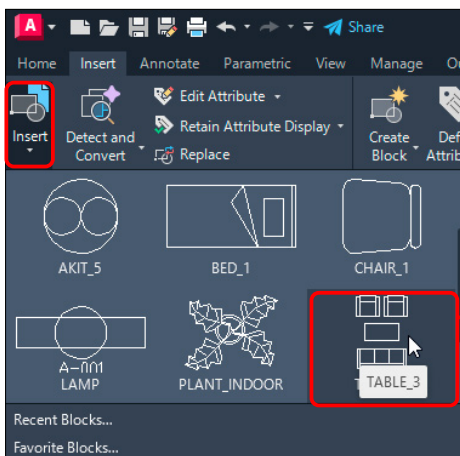 A Share
Home Insert Annotate Parametric View Manage
Insert
Detect and Convert
Edit Attribute
Retain Attribute Display
Replace
Create Block
AKIT_5 BED_1 CHAIR_1
A-001
LAMP PLANT_INDOOR TABLE_3
Recent Blocks...
Favorite Blocks...